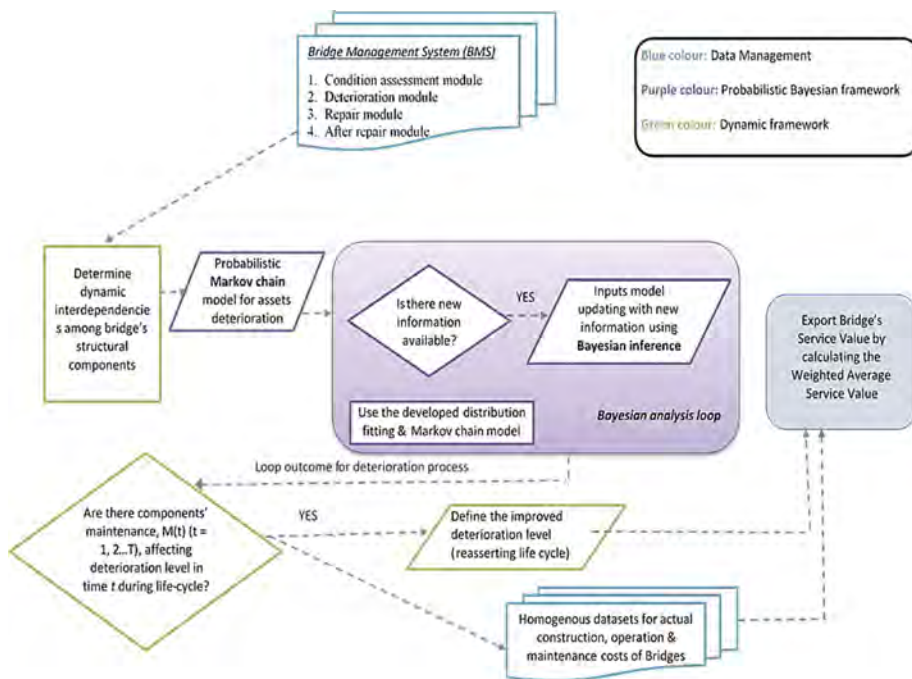 Bridge Management System (BMS)
1. Condition assessment module
2. Deterioration module
3. Repair module
4. After repair module
Blue colour: Data Management
Purple colour: Probabilistic Bayesian framework
Green colour: Dynamic framework
Determine
dynamic
interdependencie
s among bridge's
structural
components
Probabilistic
Markov chain
model for assets
deterioration
Is there new
information
available?
YES
Inputs model
updating with new
information using
Bayesian inference
Use the developed distribution
fitting & Markov chain model
Bayesian analysis loop
Export Bridge's
Service Value by
calculating the
Weighted Average
Service Value
Loop outcome for deterioration process
Are there components'
maintenance, M(t) (t =
1, 2...T), affecting
deterioration level in
time t during life-cycle?
YES
Define the improved
deterioration level
(reasserting life cycle)
Homogenous datasets for actual
construction, operation &
maintenance costs of Bridges